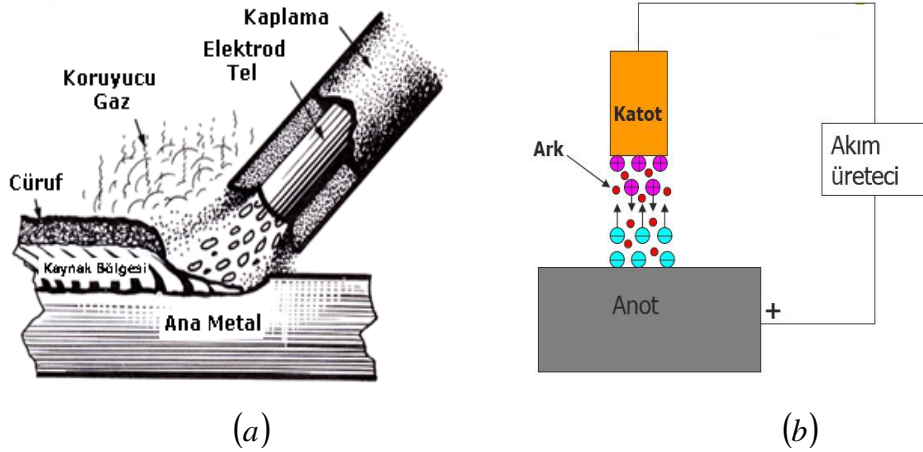 Kaplama
Elektrod
Tel
Koruyucu
Gaz
Cüruf
Kaynak Bölgesi
Ana Metal
(a)
Katot
Ark
Akım
üreteci
Anot
+
(b)